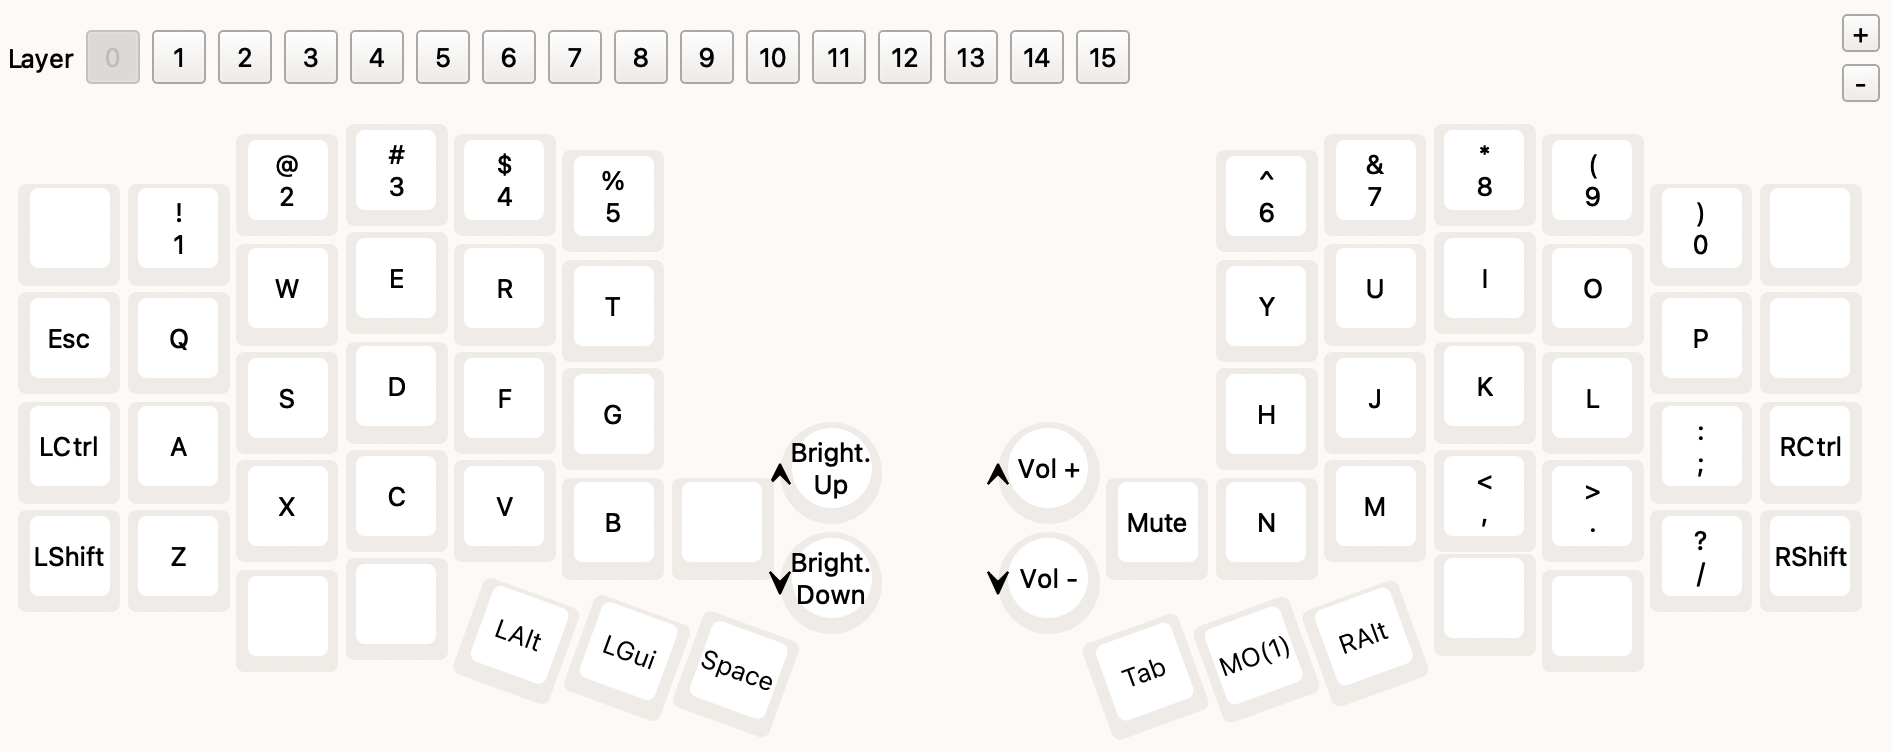 Layer 0 1 2 3 4 5 6 7 8 9 10 11 12 13 14 15
+
-
! @ # $ % ^ & * ( )
1 2 3 4 5 6 7 8 9 0
Esc Q W E R T Y U I O P
LCtrl A S D F G H J K L : RCtrl
;
LShift Z X C V B Mute N M < > ? RShift
, . /
Bright.
Up
Vol +
Bright.
Down
Vol -
LAlt LGui Space Tab MO(1) RAlt